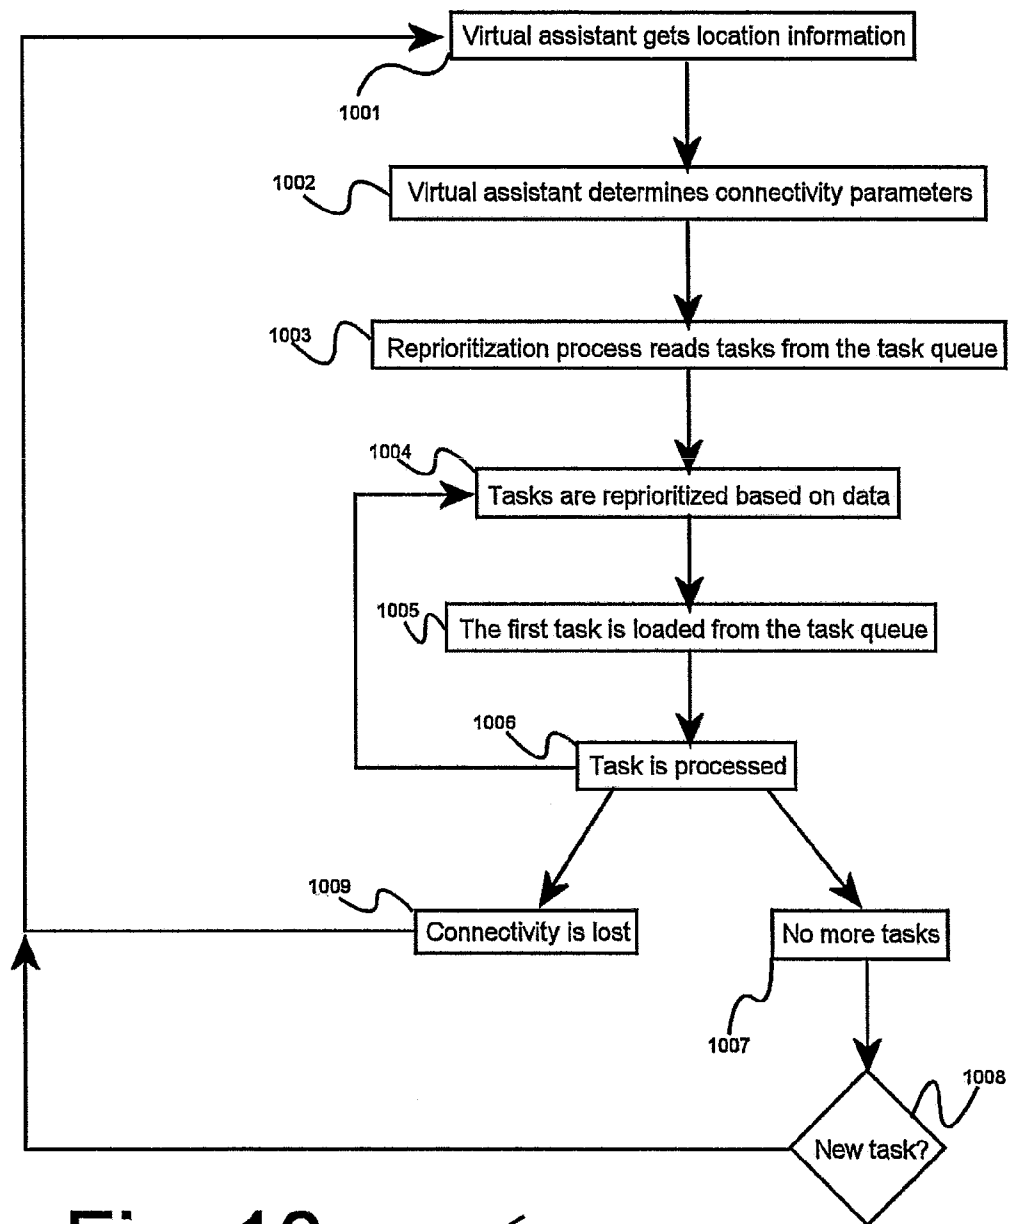 Virtual assistant gets location information
1001
1002
Virtual assistant determines connectivity parameters
1003
Reprioritization process reads tasks from the task queue
1004
Tasks are reprioritized based on data
1005
The first task is loaded from the task queue
1006
Task is processed
1009
Connectivity is lost
No more tasks
1007
1008
New task?